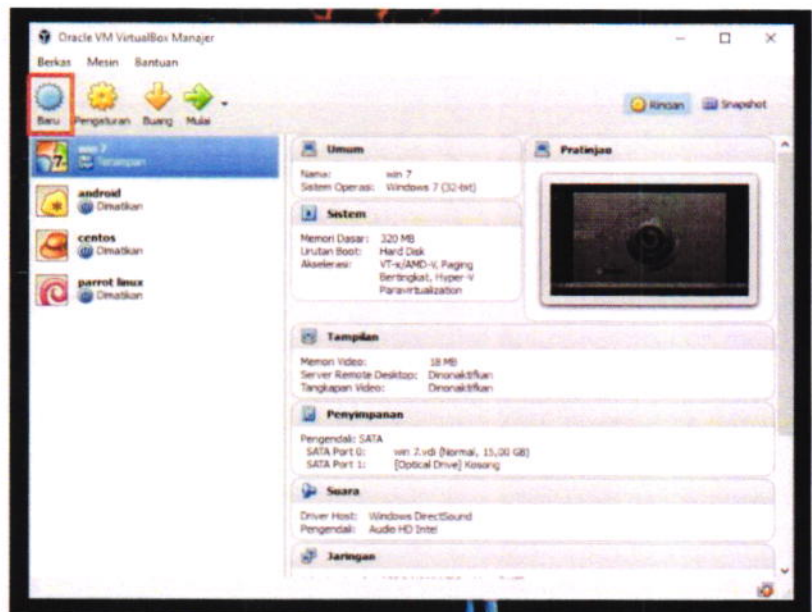 Oracle VM VirtualBox Manajer
Berkas Mesin Bantuan
Baru Pengaturan Buang Mulai
Rincian Snapshot
win 7
Tersimpan
android
Dimatikan
centos
Dimatikan
parrot linux
Dimatikan
Umum
Nama: win 7
Sistem Operasi: Windows 7 (32-bit)
Sistem
Memori Dasar: 320 MB
Urutan Boot: Hard Disk
Akselerasi: VT-x/AMD-V, Paging
Bertingkat, Hyper-V
Paravirtualization
Pratinjau
Tampilan
Memori Video: 18 MB
Server Remote Desktop: Dinonaktifkan
Tangkapan Video: Dinonaktifkan
Penyimpanan
Pengendali: SATA
SATA Port 0: win 7.vdi (Normal, 15,00 GB)
SATA Port 1: [Optical Drive] Kosong
Suara
Driver Host: Windows DirectSound
Pengendali: Audio HD Intel
Jaringan